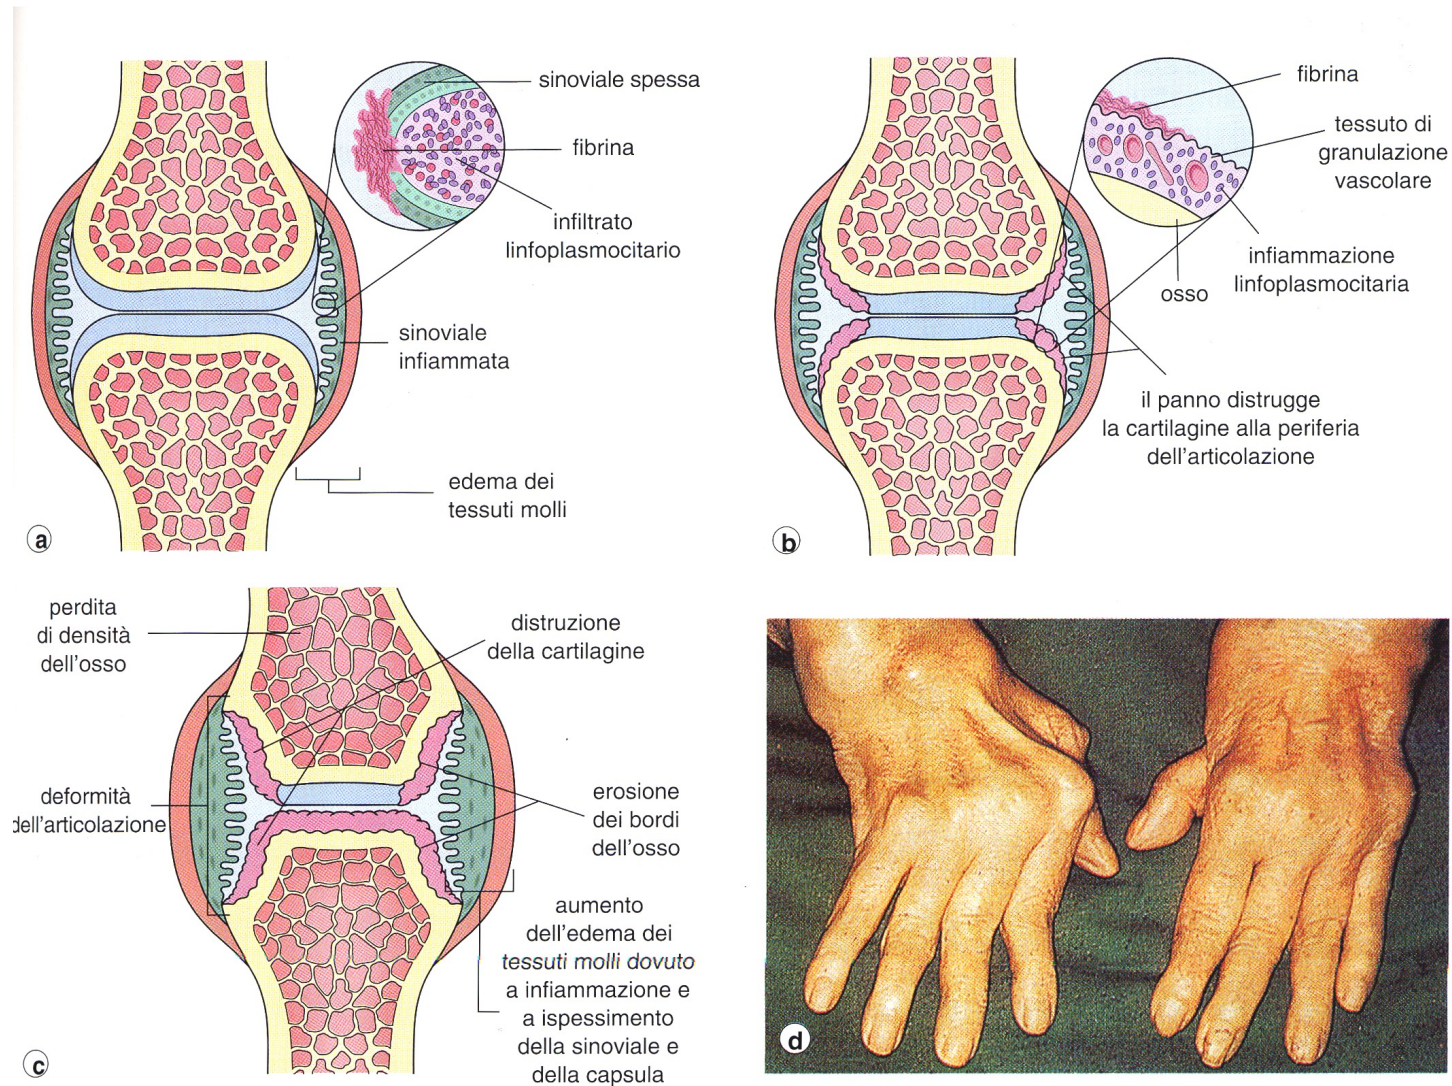 sinoviale spessa
fibrina
infiltrato
linfoplasmocitario
sinoviale
infiammata
edema dei
tessuti molli
a
fibrina
tessuto di
granulazione
vascolare
infiammazione
linfoplasmocitaria
osso
il panno distrugge
la cartilagine alla periferia
dell'articolazione
b
perdita
di densità
dell'osso
distruzione
della cartilagine
deformità
dell'articolazione
erosione
dei bordi
dell'osso
aumento
dell'edema dei
tessuti molli dovuto
a infiammazione e
a ispessimento
della sinoviale e
della capsula
c
d